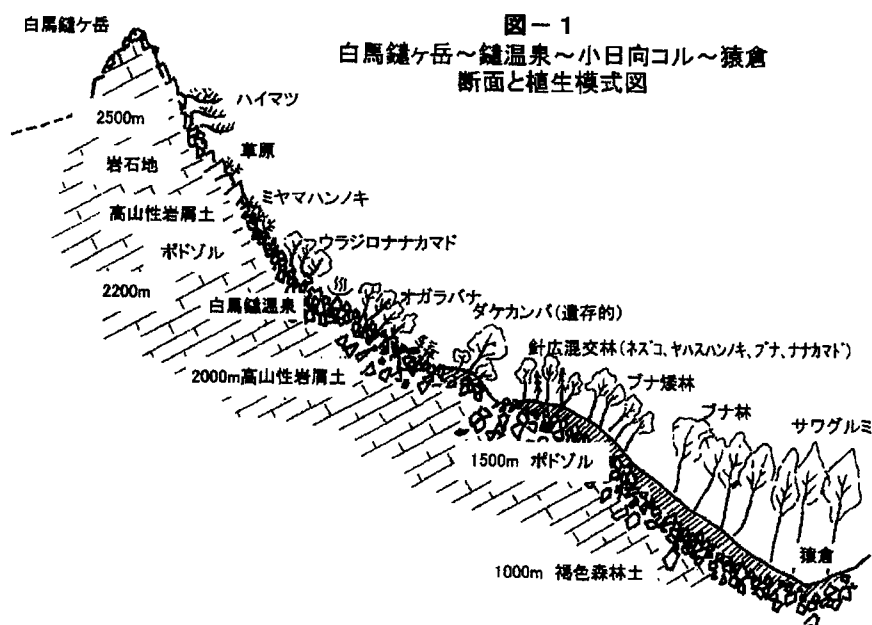 図－1
白馬鑓ヶ岳～鑓温泉～小日向コル～猿倉
断面と植生模式図
白馬鑓ケ岳
ハイマツ
2500m
草原
岩石地
ミヤマハンノキ
高山性岩屑土
ウラジロナナカマド
ポドゾル
2200m
白馬鑓温泉
オガラバナ
ダケカンバ(遺存的)
針広混交林(ネズコ､ヤハズハンノキ､ブナ､ナナカマド)
2000m高山性岩屑土
ブナ矮林
ブナ林
サワグルミ
1500m ポドゾル
猿倉
1000m 褐色森林土